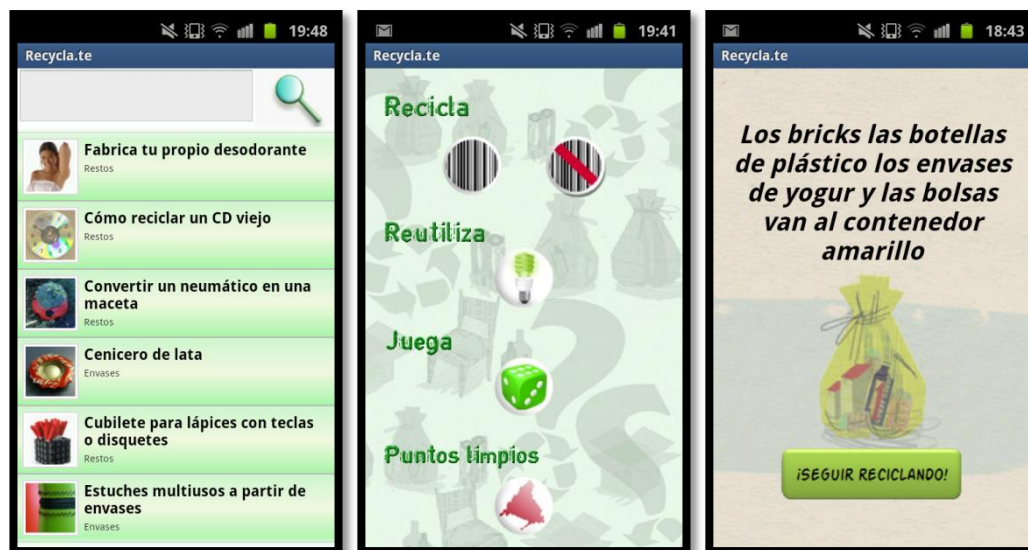 19:48
Recycla.te
Fabrica tu propio desodorante
Restos
Cómo reciclar un CD viejo
Restos
Convertir un neumático en una
maceta
Restos
Cenicero de lata
Envases
Cubilete para lápices con teclas
o disquetes
Restos
Estuches multiusos a partir de
envases
Envases
19:41
Recycla.te
Recicla
Reutiliza
Juega
Puntos limpios
18:43
Recycla.te
Los bricks las botellas
de plástico los envases
de yogur y las bolsas
van al contenedor
amarillo
¡SEGUIR RECICLANDO!